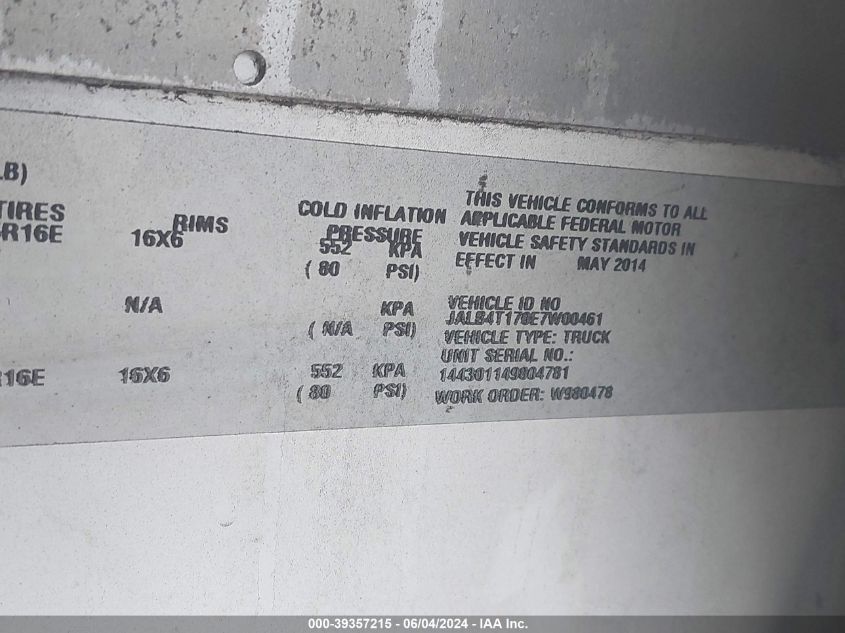 LB)
TIRES RIMS COLD INFLATION PRESSURE
R16E 16X6 552 KPA
( 80 PSI)
N/A KPA
( N/A PSI)
R16E 16X6 552 KPA
( 80 PSI)
THIS VEHICLE CONFORMS TO ALL
APPLICABLE FEDERAL MOTOR
VEHICLE SAFETY STANDARDS IN
EFFECT IN MAY 2014
VEHICLE ID NO
JALB4T176E7W00461
VEHICLE TYPE: TRUCK
UNIT SERIAL NO.:
144301149804781
WORK ORDER: W980478
000-39357215 - 06/04/2024 - IAA Inc.